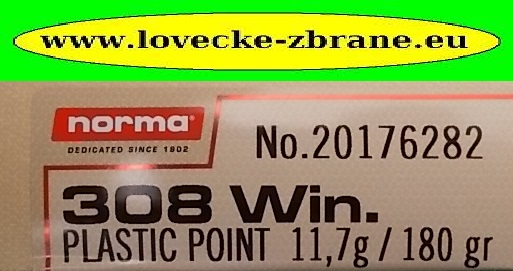 www.lovecke-zbrane.eu
norma®
DEDICATED SINCE 1902
No.20176282
308 Win.
PLASTIC POINT 11,7g / 180 gr